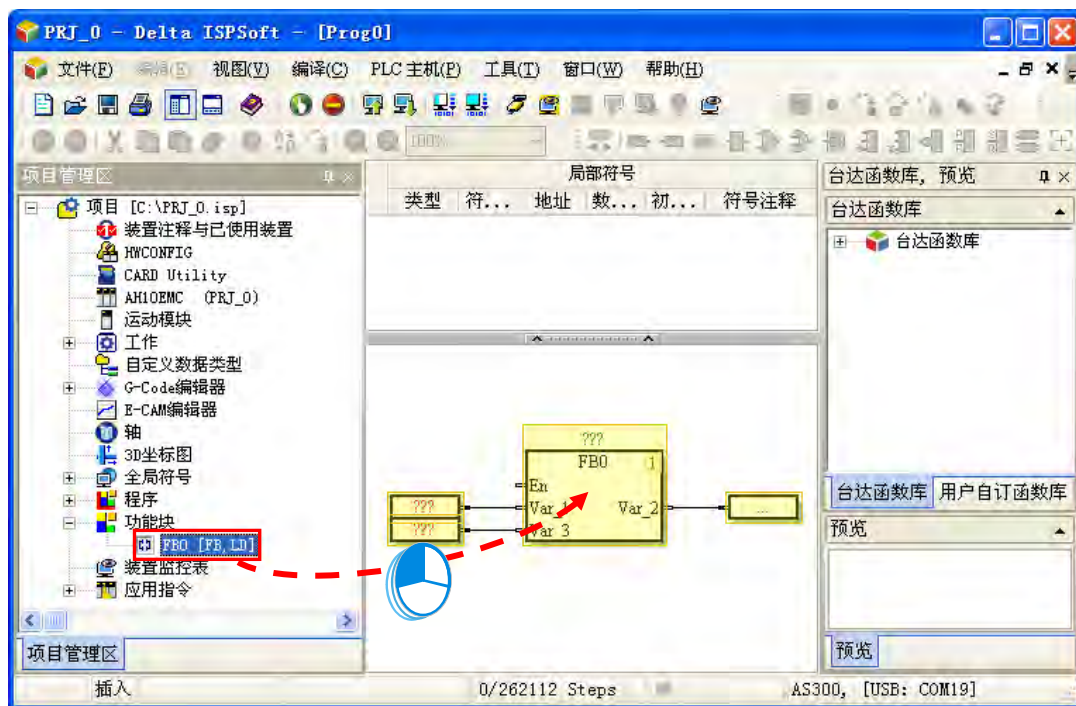 PRJ_0 - Delta ISPSoft - [Prog0]
文件(F) 编辑(E) 视图(V) 编译(C) PLC 主机(P) 工具(T) 窗口(W) 帮助(H)
100%
项目管理区
项目 [C:\PRJ_0.isp]
装置注释与已使用装置
HWCONFIG
CARD Utility
AH10EMC (PRJ_0)
运动模块
工作
自定义数据类型
G-Code编辑器
E-CAM编辑器
轴
3D坐标图
全局符号
程序
功能块
FB0 [FB,LD]
装置监控表
应用指令
项目管理区
局部符号
类型 符... 地址 数... 初... 符号注释
???
FB0 1
En
??? Var_1 Var_2 ...
??? Var_3
台达函数库, 预览
台达函数库
台达函数库
台达函数库 用户自订函数库
预览
预览
插入 0/262112 Steps AS300, [USB: COM19]